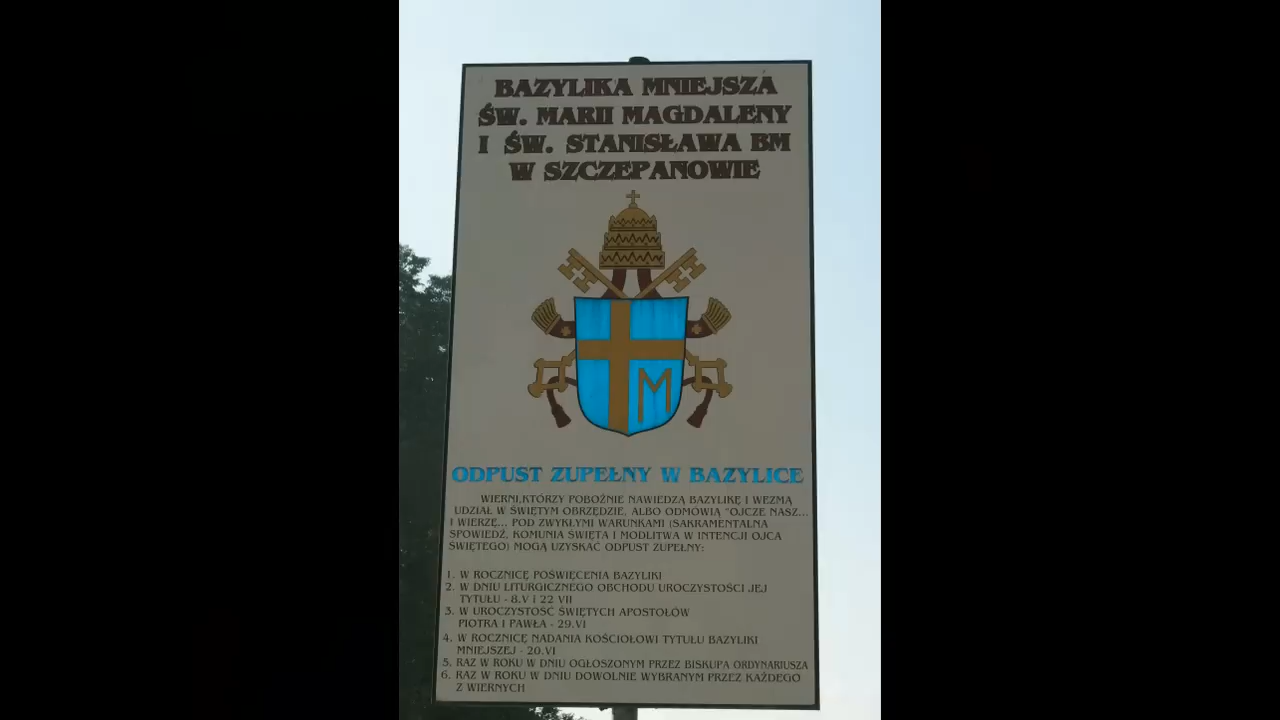 BAZYLIKA MNIEJSZA
ŚW. MARII MAGDALENY
I ŚW. STANISŁAWA BM
W SZCZEPANOWIE
M
ODPUST ZUPEŁNY W BAZYLICE
WIERNI,KTÓRZY POBOŻNIE NAWIEDZĄ BAZYLIKĘ I WEZMĄ
UDZIAŁ W ŚWIĘTYM OBRZĘDZIE, ALBO ODMÓWIĄ "OJCZE NASZ...
I WIERZĘ... POD ZWYKŁYMI WARUNKAMI (SAKRAMENTALNA
SPOWIEDŹ, KOMUNIA ŚWIĘTA I MODLITWA W INTENCJI OJCA
ŚWIĘTEGO) MOGĄ UZYSKAĆ ODPUST ZUPEŁNY:
1. W ROCZNICĘ POŚWIĘCENIA BAZYLIKI
2. W DNIU LITURGICZNEGO OBCHODU UROCZYSTOŚCI JEJ
TYTUŁU - 8.V I 22 VII
3. W UROCZYSTOŚĆ ŚWIĘTYCH APOSTOŁÓW
PIOTRA I PAWŁA - 29.VI
4. W ROCZNICĘ NADANIA KOŚCIOŁOWI TYTUŁU BAZYLIKI
MNIEJSZEJ - 20.VI
5. RAZ W ROKU W DNIU OGŁOSZONYM PRZEZ BISKUPA ORDYNARIUSZA
6. RAZ W ROKU W DNIU DOWOLNIE WYBRANYM PRZEZ KAŻDEGO
Z WIERNYCH